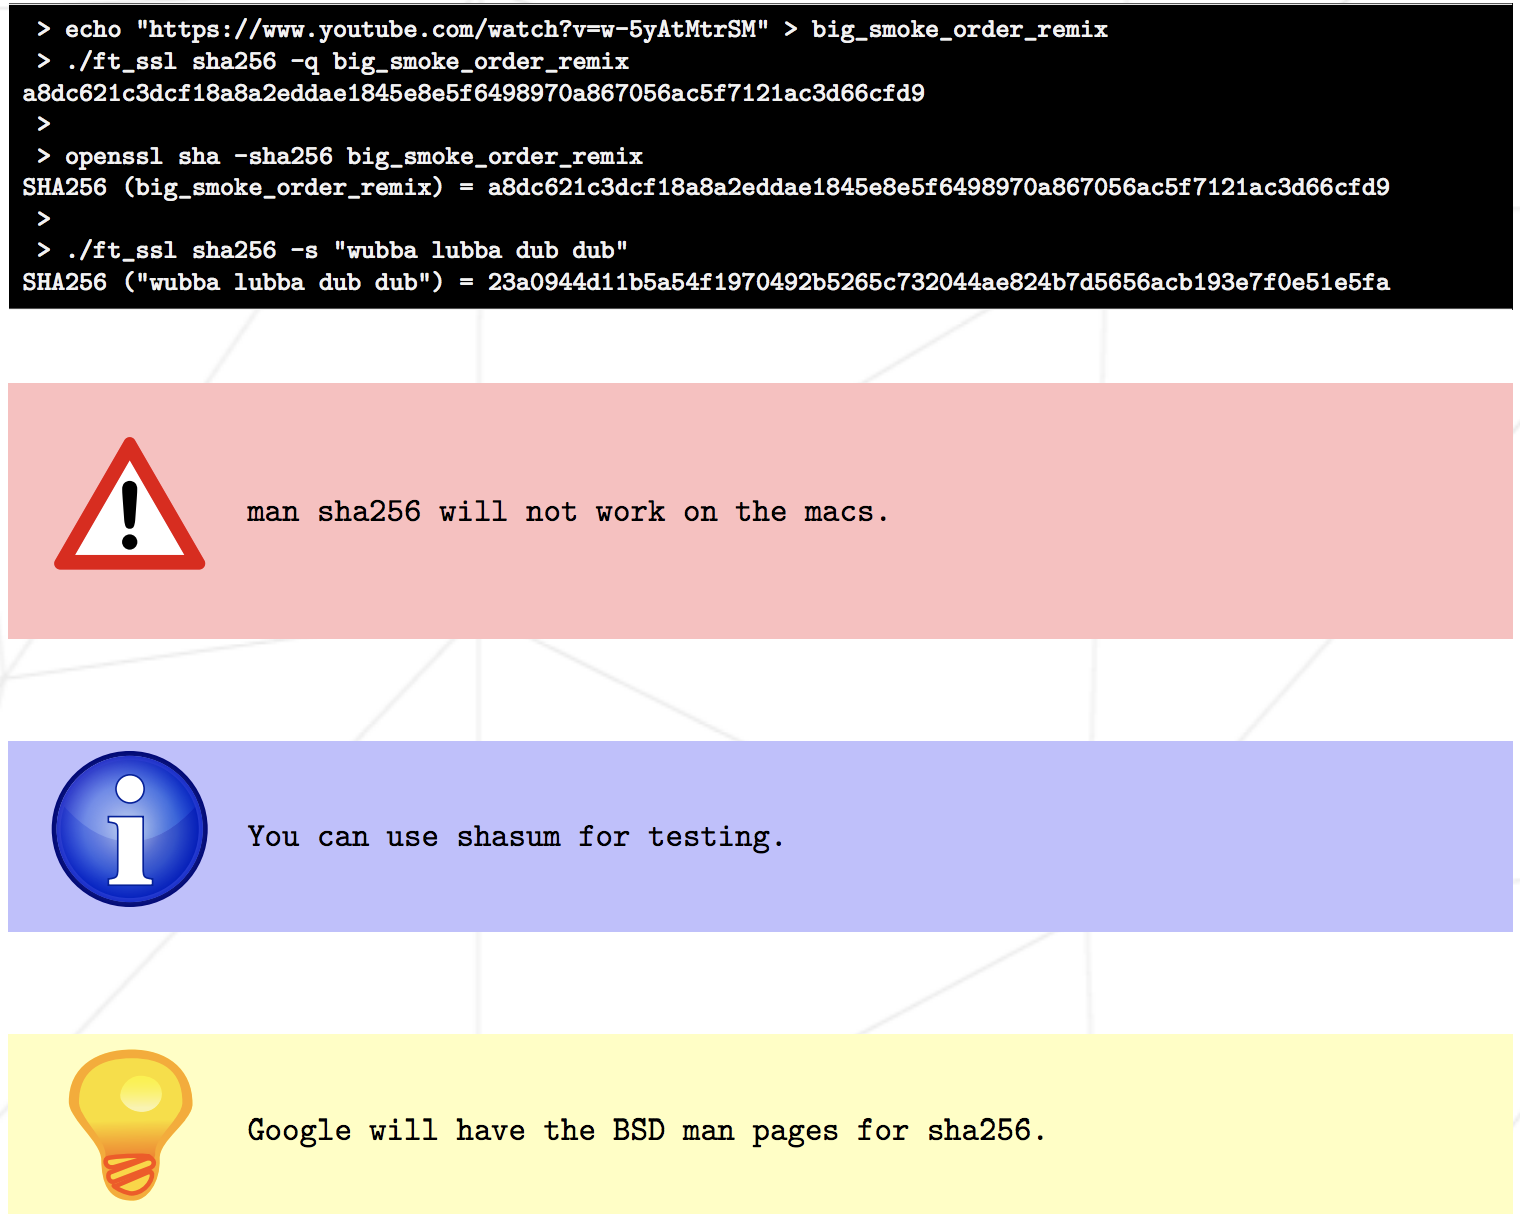 > echo "https://www.youtube.com/watch?v=w-5yAtMtrSM" > big_smoke_order_remix
> ./ft_ssl sha256 -q big_smoke_order_remix
a8dc621c3dcf18a8a2eddae1845e8e5f6498970a867056ac5f7121ac3d66cfd9
>
> openssl sha -sha256 big_smoke_order_remix
SHA256 (big_smoke_order_remix) = a8dc621c3dcf18a8a2eddae1845e8e5f6498970a867056ac5f7121ac3d66cfd9
>
> ./ft_ssl sha256 -s "wubba lubba dub dub"
SHA256 ("wubba lubba dub dub") = 23a0944d11b5a54f1970492b5265c732044ae824b7d5656acb193e7f0e51e5fa
man sha256 will not work on the macs.
You can use shasum for testing.
Google will have the BSD man pages for sha256.